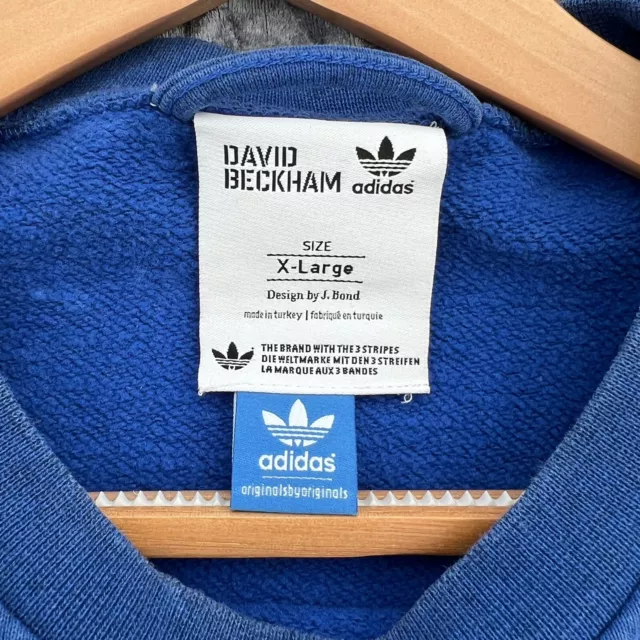 DAVID
BECKHAM
adidas
SIZE
X-Large
Design by J. Bond
made in turkey | fabriqué en turquie
THE BRAND WITH THE 3 STRIPES
DIE WELTMARKE MIT DEN 3 STREIFEN
LA MARQUE AUX 3 BANDES
adidas
originalsbyoriginals